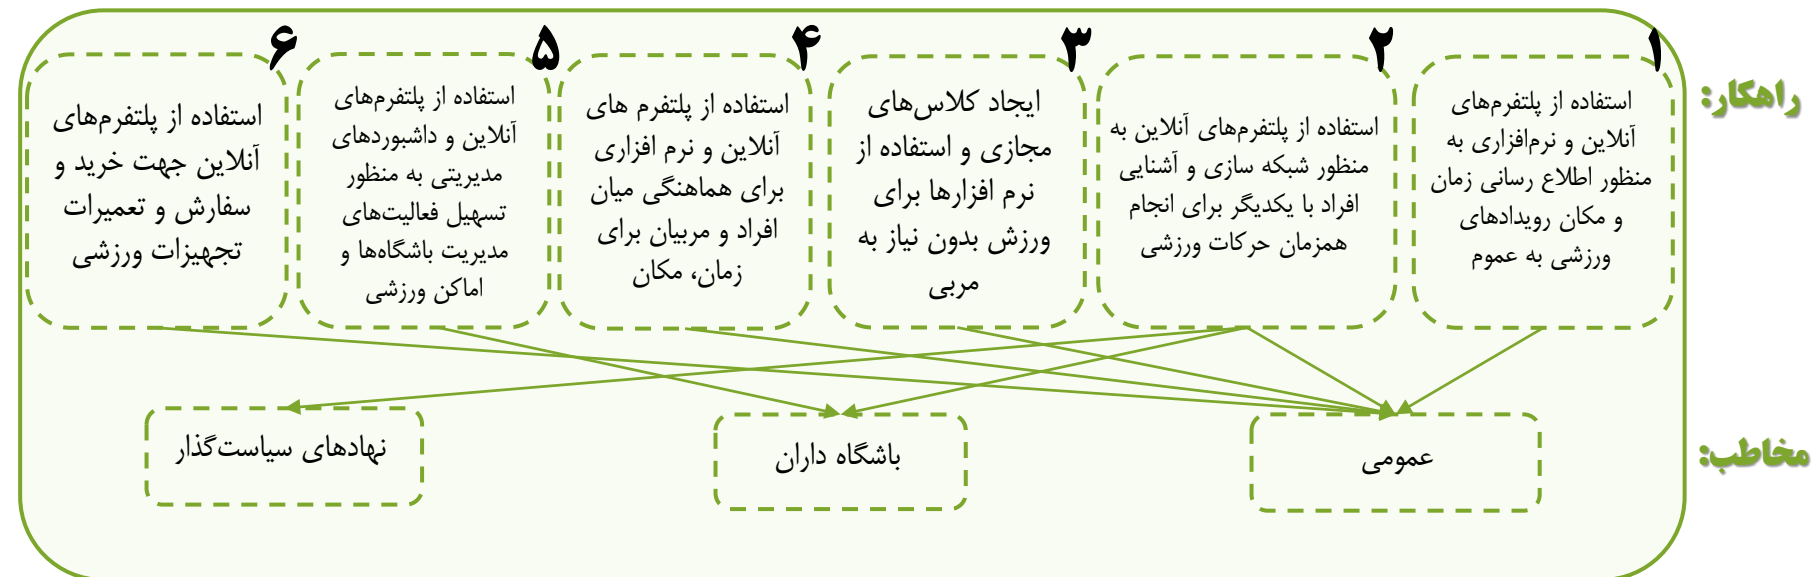 راهکار:
۱
استفاده از پلتفرم‌های
آنلاین و نرم‌افزاری به
منظور اطلاع رسانی زمان
و مکان رویدادهای
ورزشی به عموم
۲
استفاده از پلتفرم‌های آنلاین به
منظور شبکه سازی و آشنایی
افراد با یکدیگر برای انجام
همزمان حرکات ورزشی
۳
ایجاد کلاس‌های
مجازی و استفاده از
نرم افزارها برای
ورزش بدون نیاز به
مربی
۴
استفاده از پلتفرم های
آنلاین و نرم افزاری
برای هماهنگی میان
افراد و مربیان برای
زمان، مکان
۵
استفاده از پلتفرم‌های
آنلاین و داشبوردهای
مدیریتی به منظور
تسهیل فعالیت‌های
مدیریت باشگاه‌ها و
اماکن ورزشی
۶
استفاده از پلتفرم‌های
آنلاین جهت خرید و
سفارش و تعمیرات
تجهیزات ورزشی
مخاطب:
عمومی
باشگاه داران
نهادهای سیاست‌گذار